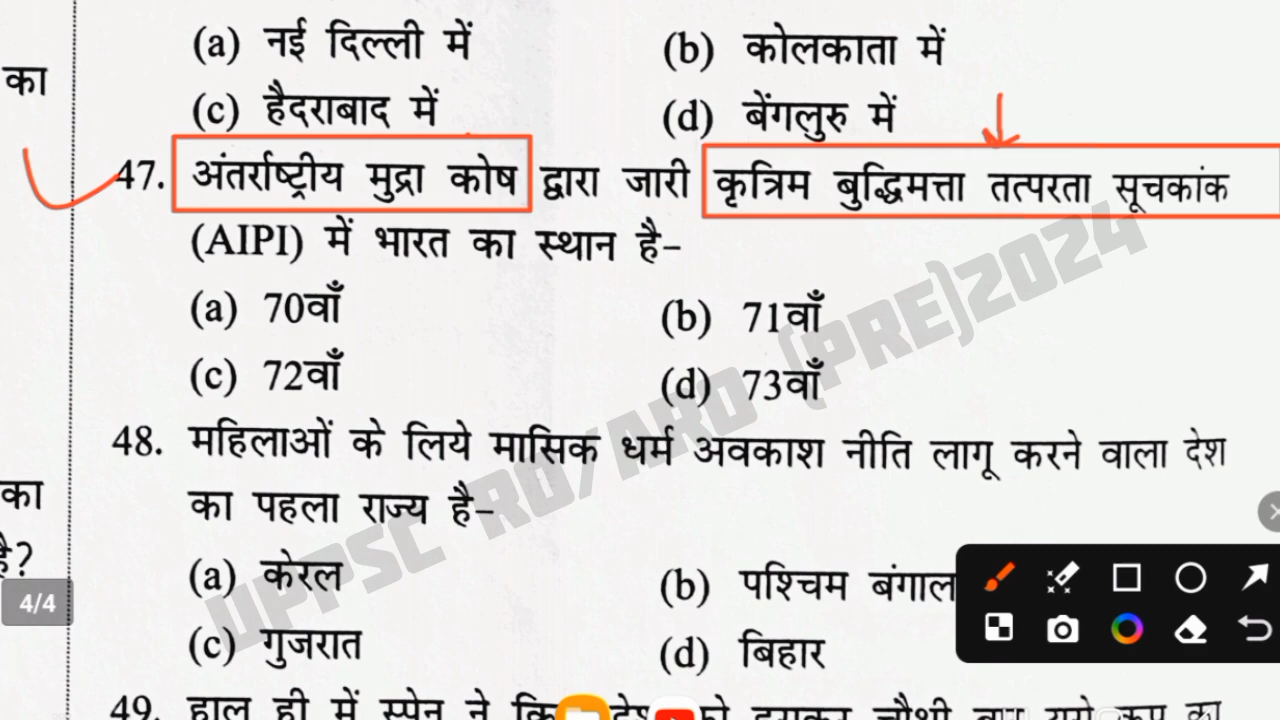 (a) नई दिल्ली में (b) कोलकाता में
का
(c) हैदराबाद में (d) बेंगलुरु में
47. अंतर्राष्ट्रीय मुद्रा कोष द्वारा जारी कृत्रिम बुद्धिमत्ता तत्परता सूचकांक
(AIPI) में भारत का स्थान है–
(a) 70वाँ (b) 71वाँ
(c) 72वाँ (d) 73वाँ
48. महिलाओं के लिये मासिक धर्म अवकाश नीति लागू करने वाला देश
का
का पहला राज्य है–
है?
(a) केरल (b) पश्चिम बंगाल
4/4
(c) गुजरात (d) बिहार
49. हाल ही में स्पेन ने
UPPSC RO/ARO (PRE)2024